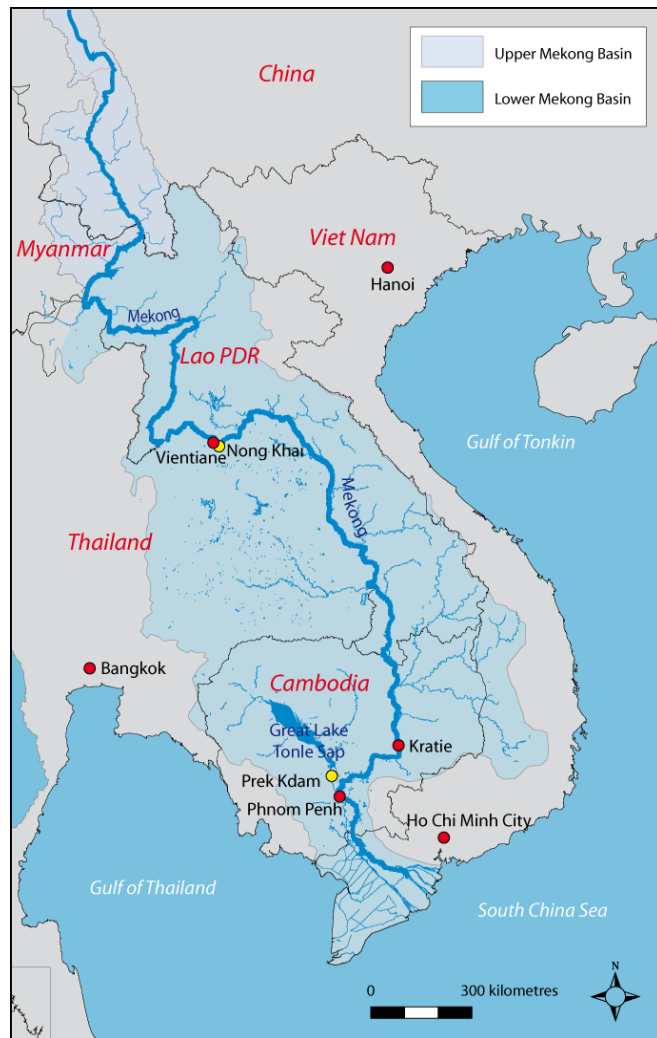 Upper Mekong Basin
Lower Mekong Basin
China
Myanmar
Viet Nam
Hanoi
Mekong
Lao PDR
Gulf of Tonkin
Vientiane
Nong Khai
Mekong
Thailand
Bangkok
Cambodia
Great Lake
Tonle Sap
Kratie
Prek Kdam
Phnom Penh
Ho Chi Minh City
Gulf of Thailand
South China Sea
N
0
300 kilometres